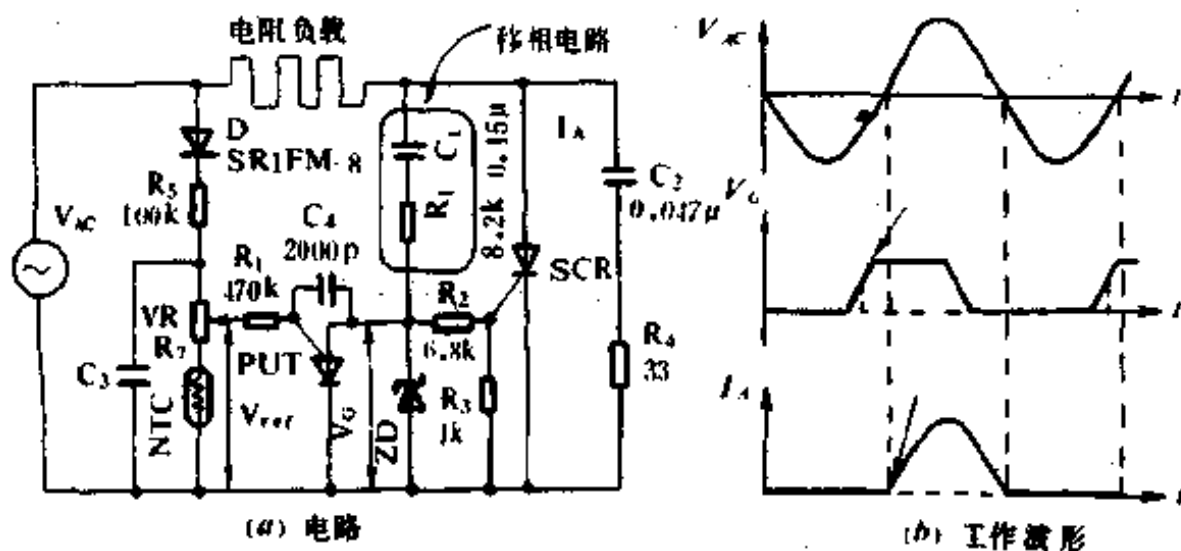 电阻负载
移相电路
D
SR1FM-8
R5
100k
VAC
C4
2000p
R1
470k
VR
R7
C3
NTC
PUT
Vref
VG
ZD
C1
0.15μ
R1
8.2k
R2
6.8k
R3
1k
IA
SCR
C2
0.047μ
R4
33
(a) 电路
VAC
t
VG
t
IA
t
(b) 工作波形